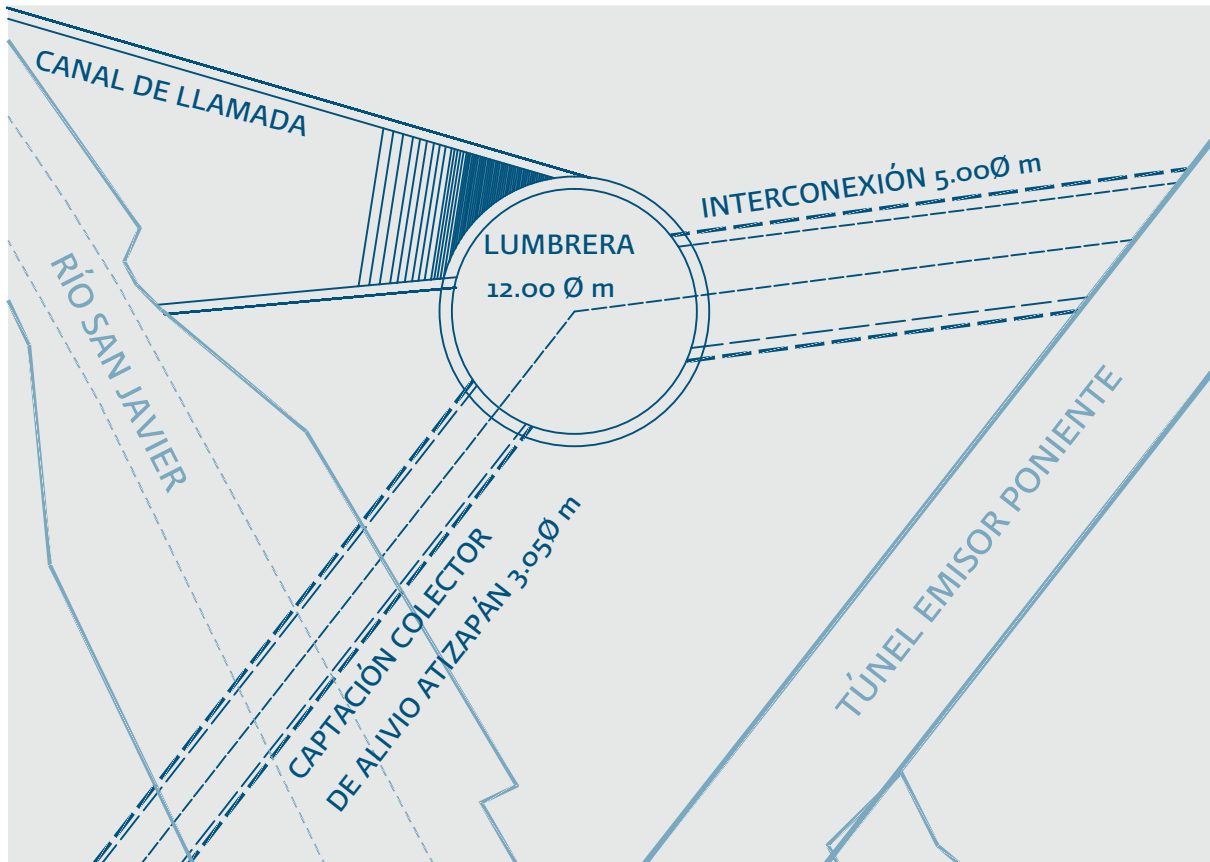 CANAL DE LLAMADA
INTERCONEXIÓN 5.00Ø m
LUMBRERA
12.00 Ø m
RÍO SAN JAVIER
CAPTACIÓN COLECTOR
DE ALIVIO ATIZAPÁN 3.05Ø m
TÚNEL EMISOR PONIENTE